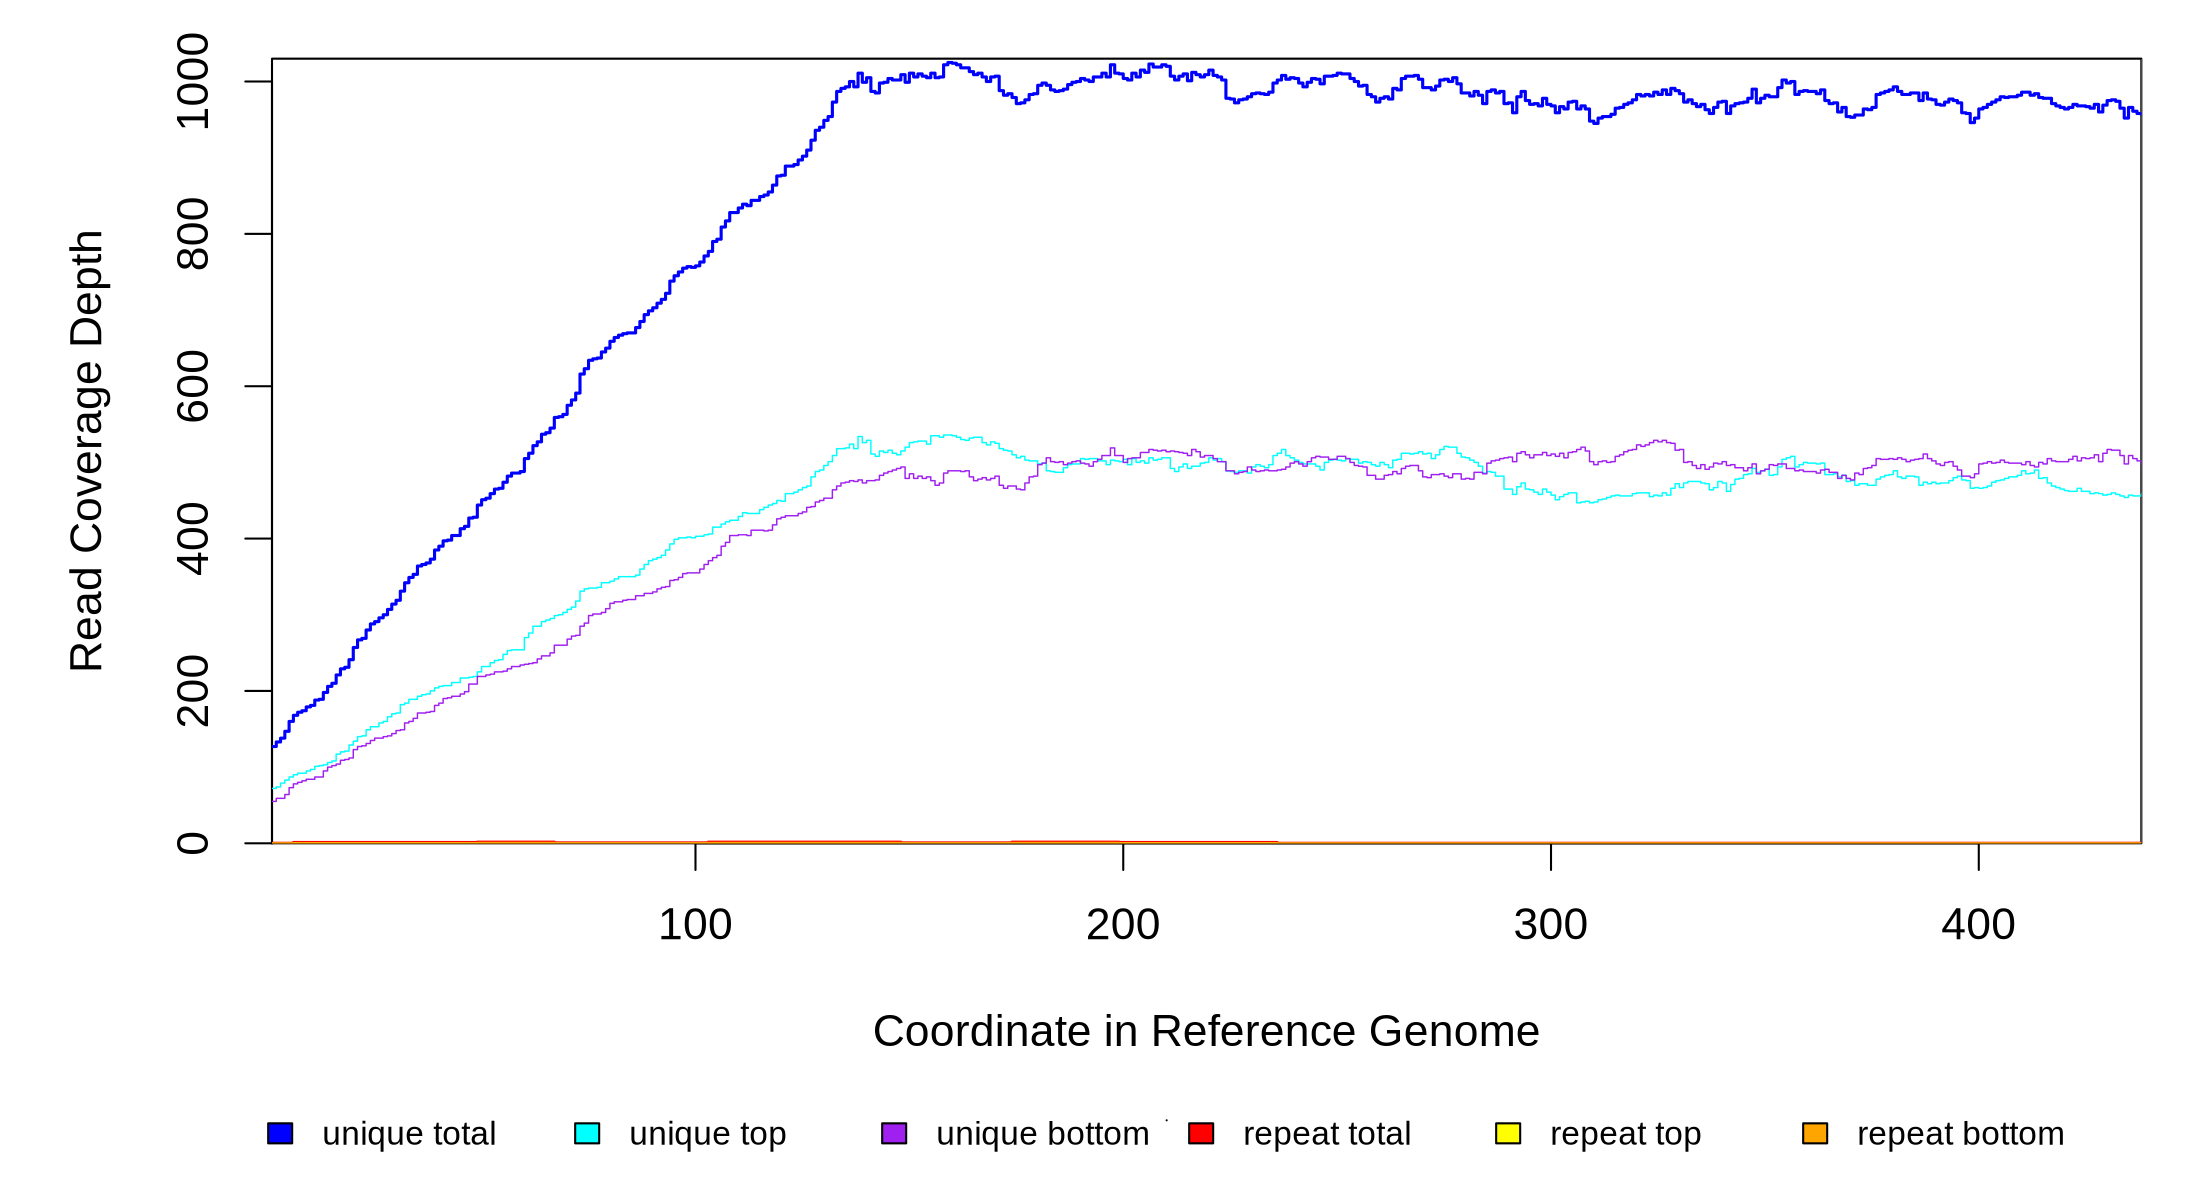 1000
800
600
400
200
0
Read Coverage Depth
100 200 300 400
Coordinate in Reference Genome
unique total unique top unique bottom repeat total repeat top repeat bottom